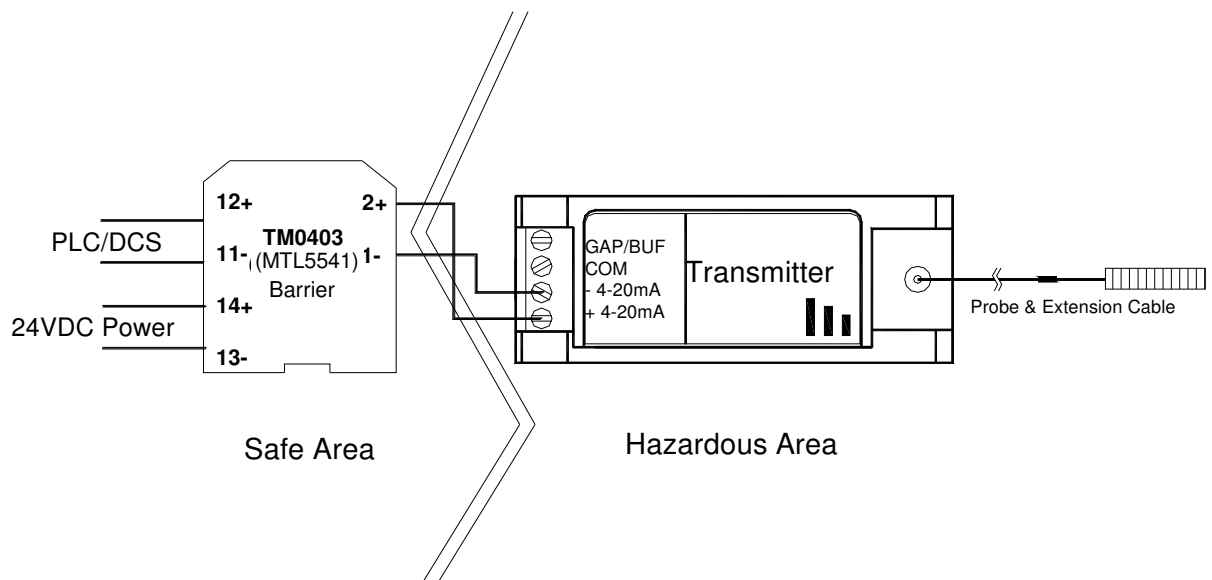 12+
2+
PLC/DCS
TM0403
11-
(MTL5541)
1-
Barrier
14+
24VDC Power
13-
GAP/BUF
COM
- 4-20mA
+ 4-20mA
Transmitter
Probe & Extension Cable
Safe Area
Hazardous Area